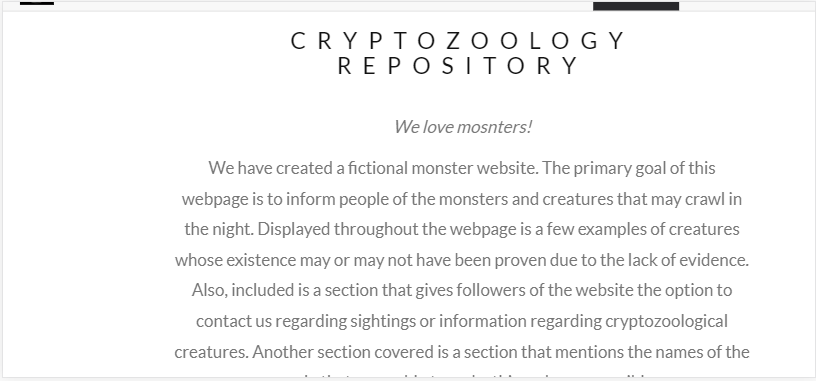 CRYPTOZOOLOGY
REPOSITORY
We love mosnters!
We have created a fictional monster website. The primary goal of this
webpage is to inform people of the monsters and creatures that may crawl in
the night. Displayed throughout the webpage is a few examples of creatures
whose existence may or may not have been proven due to the lack of evidence.
Also, included is a section that gives followers of the website the option to
contact us regarding sightings or information regarding cryptozoological
creatures. Another section covered is a section that mentions the names of the